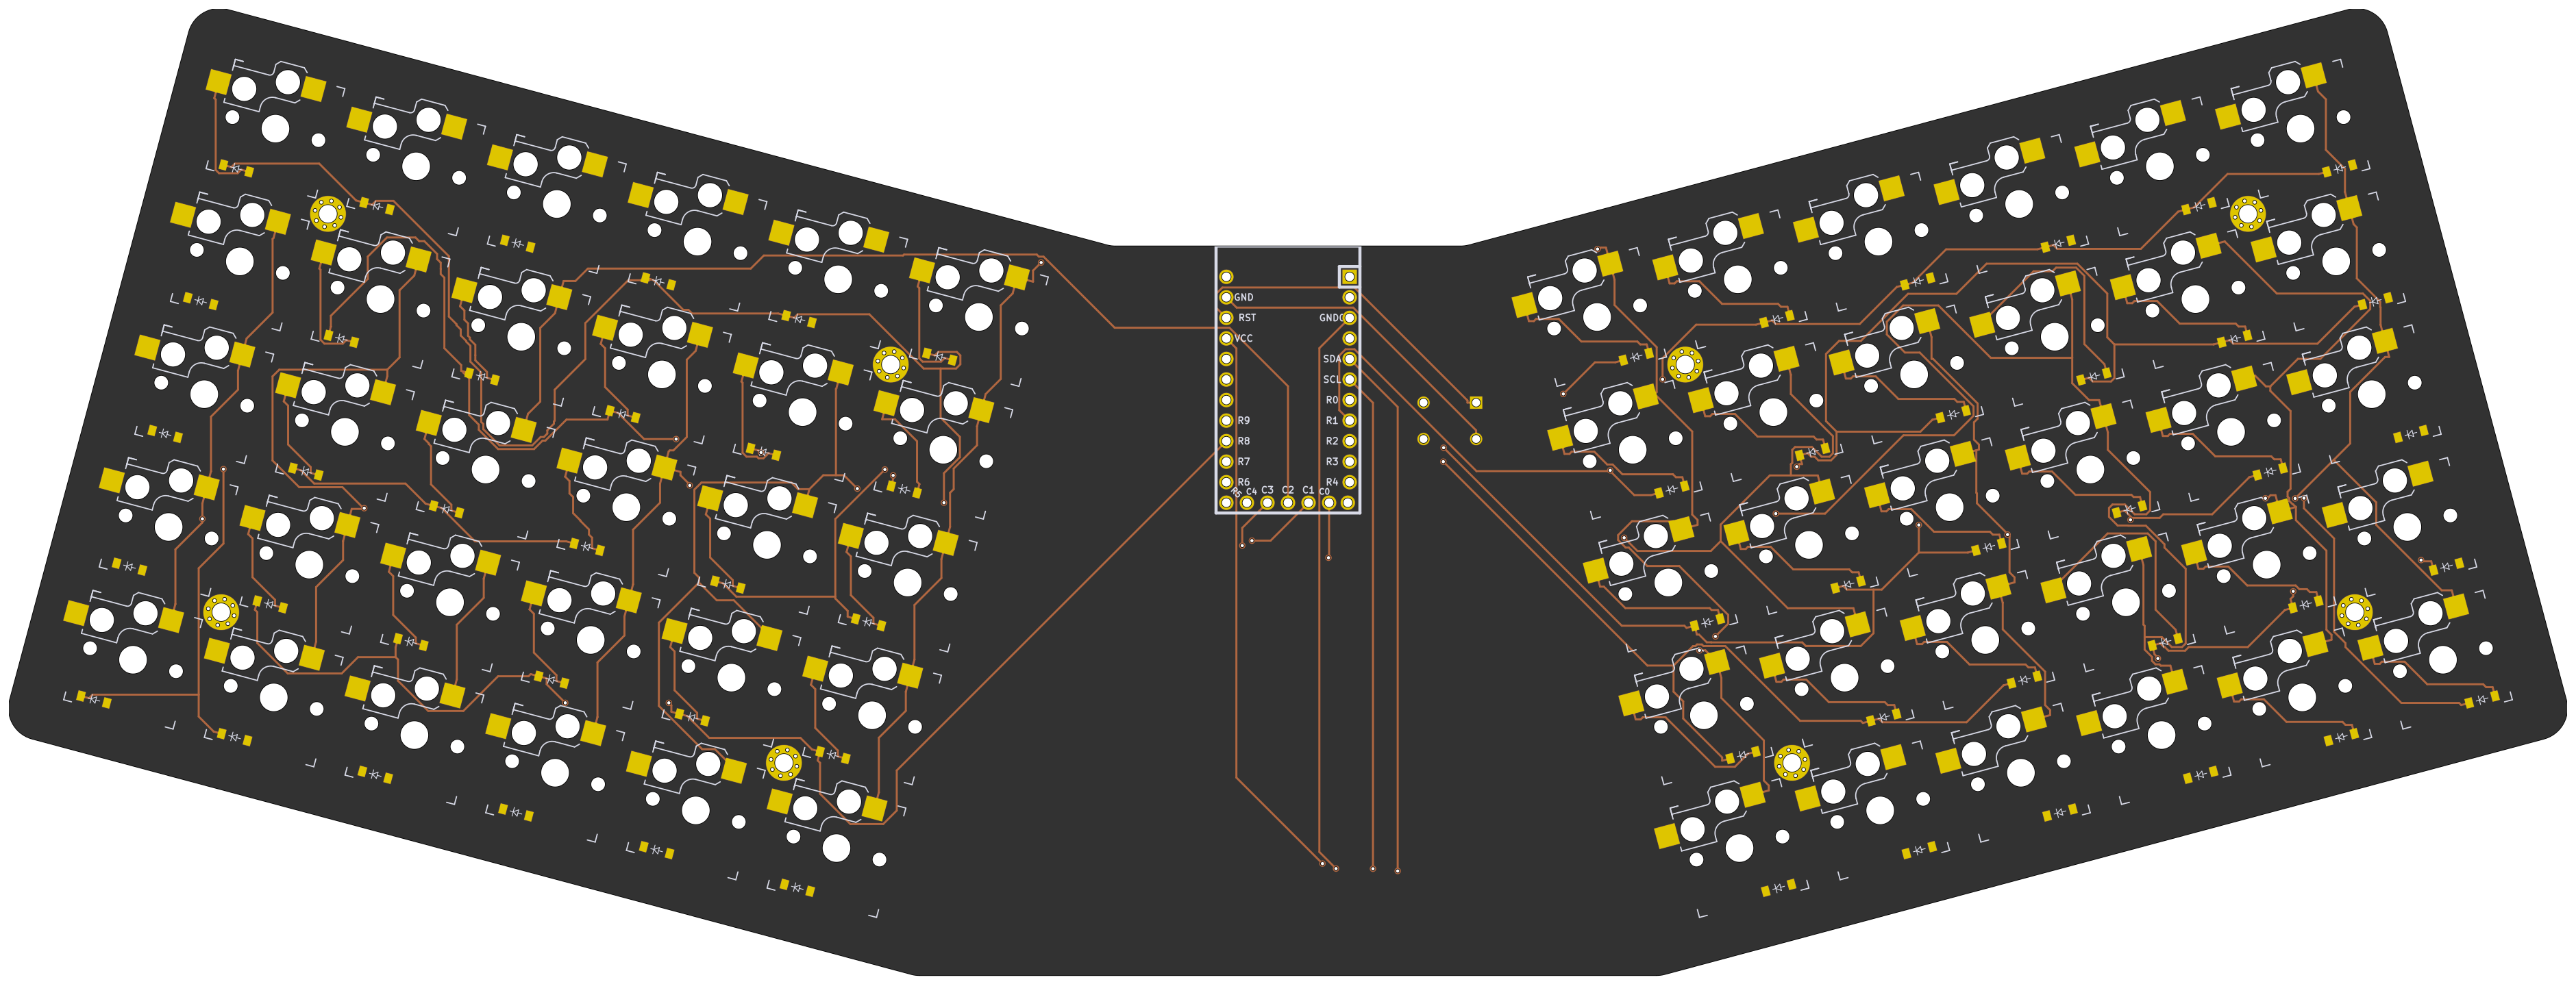 GND
RST GND
VCC
SDA
SCL
R0
R9 R1
R8 R2
R7 R3
R6 R4
R5 C4 C3 C2 C1 C0